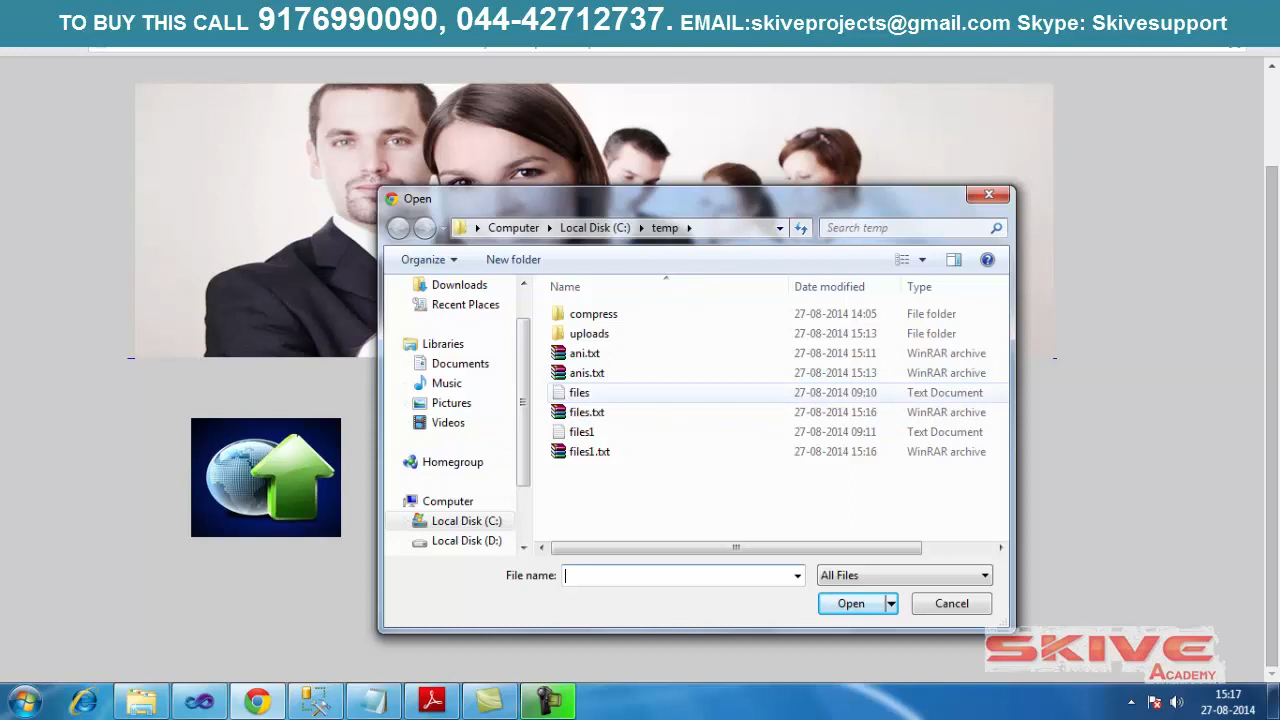 TO BUY THIS CALL 9176990090, 044-42712737. EMAIL:skiveprojects@gmail.com Skype: Skivesupport
Open
Computer Local Disk (C:) temp
Search temp
Organize New folder
Downloads
Recent Places
Libraries
Documents
Music
Pictures
Videos
Homegroup
Computer
Local Disk (C:)
Local Disk (D:)
Name Date modified Type
compress 27-08-2014 14:05 File folder
uploads 27-08-2014 15:13 File folder
ani.txt 27-08-2014 15:11 WinRAR archive
anis.txt 27-08-2014 15:13 WinRAR archive
files 27-08-2014 09:10 Text Document
files.txt 27-08-2014 15:16 WinRAR archive
files1 27-08-2014 09:11 Text Document
files1.txt 27-08-2014 15:16 WinRAR archive
File name: All Files
Open Cancel
SKIVE
ACADEMY
15:17
27-08-2014